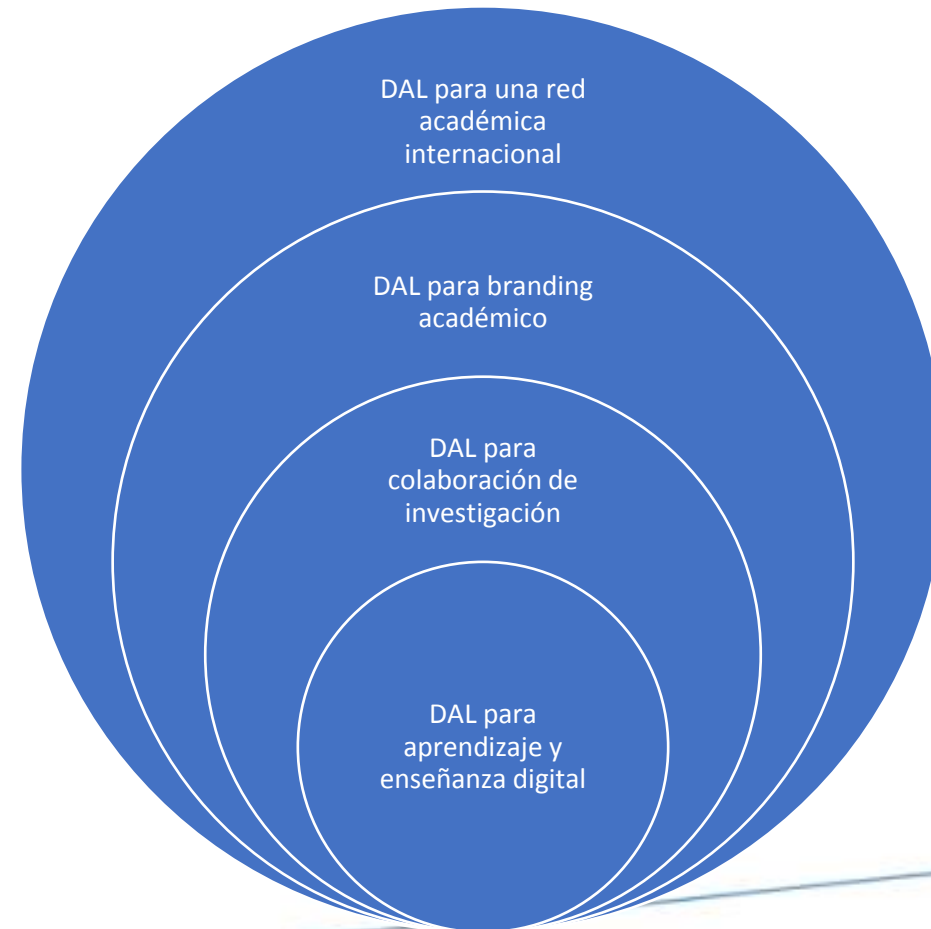 DAL para una red
académica
internacional
DAL para branding
académico
DAL para
colaboración de
investigación
DAL para
aprendizaje y
enseñanza digital